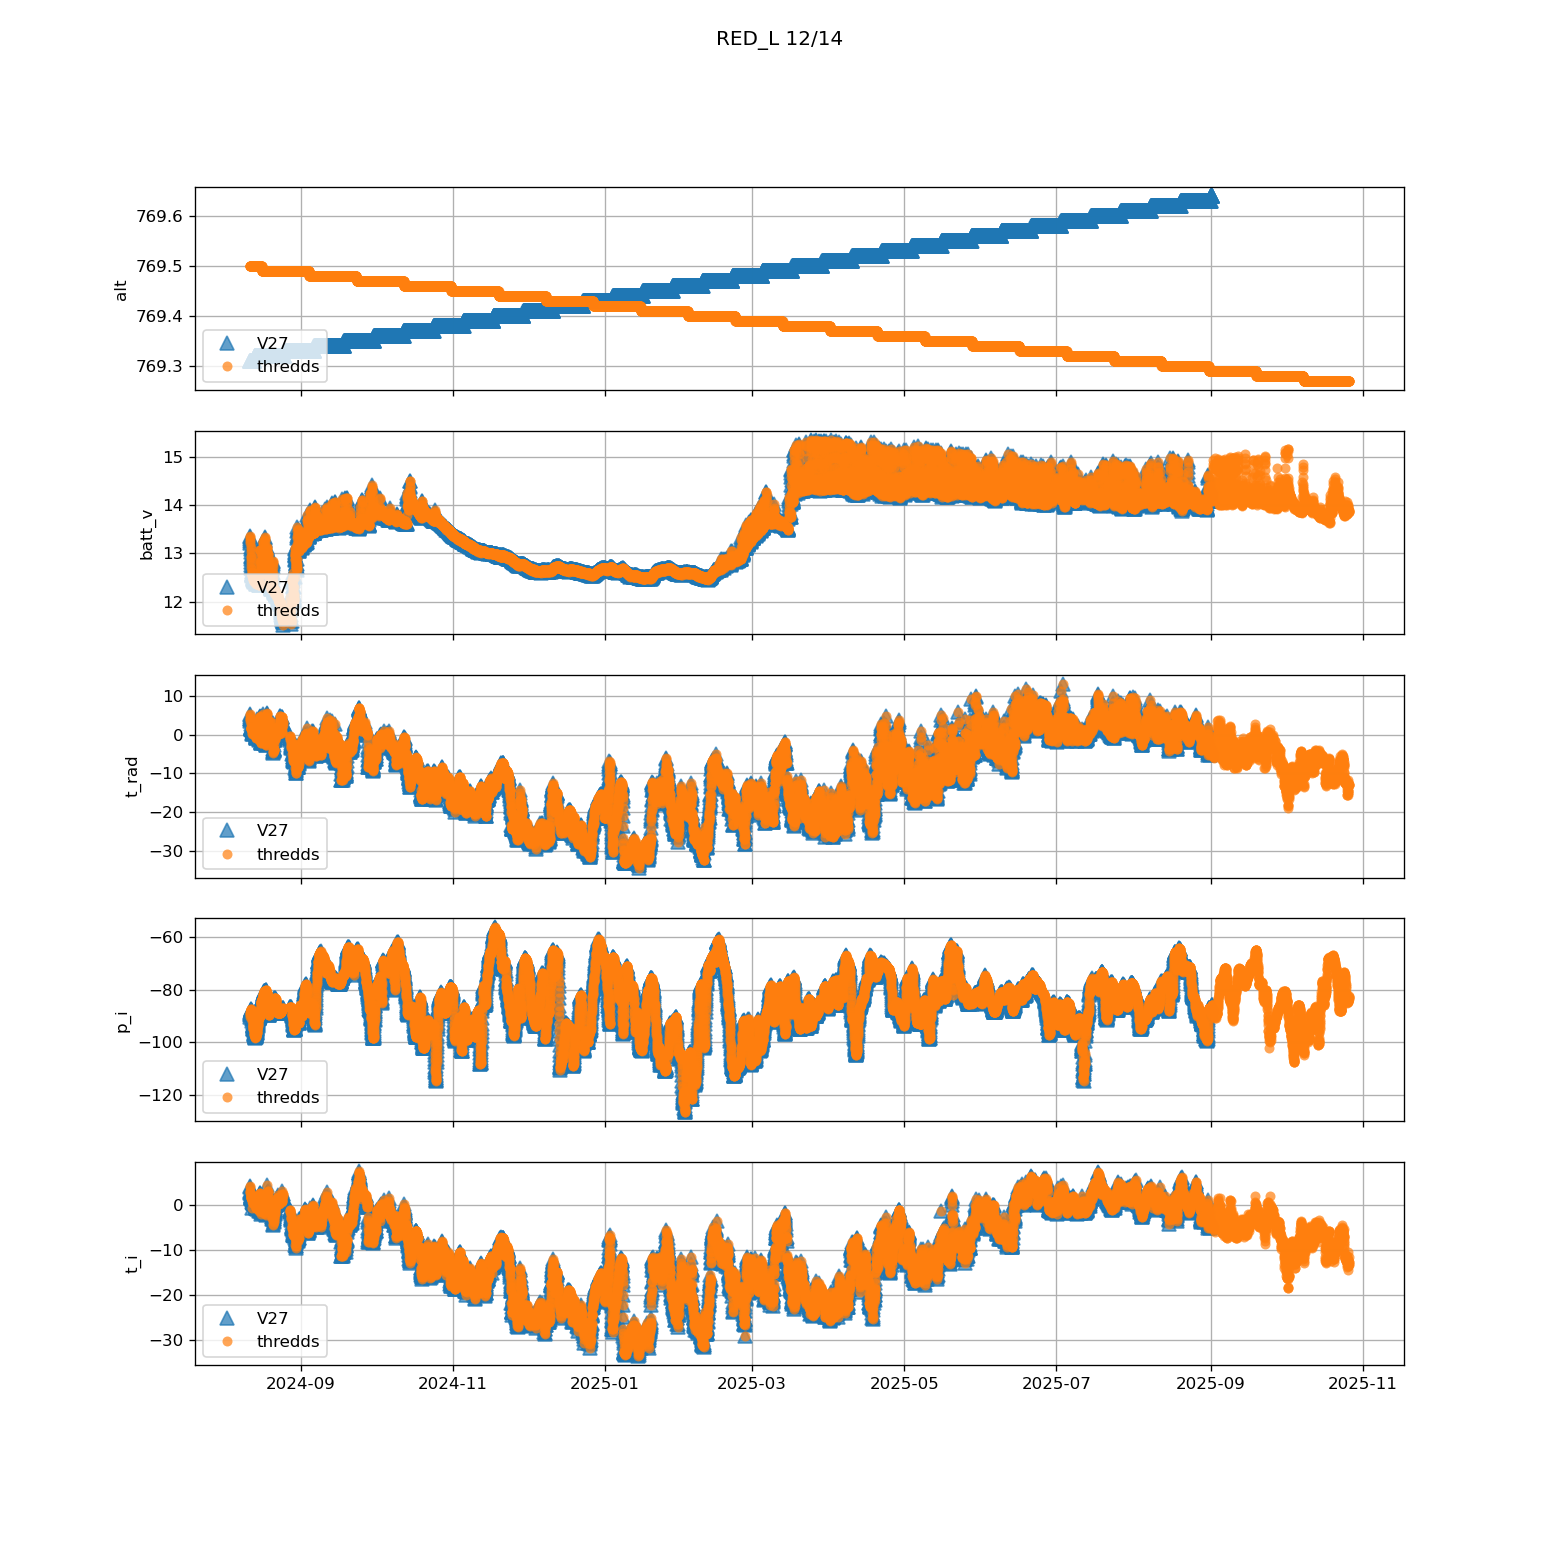 RED_L 12/14
769.6
769.5
769.4
769.3
alt
V27
thredds
15
14
13
12
batt_v
V27
thredds
10
0
−10
−20
−30
t_rad
V27
thredds
−60
−80
−100
−120
p_i
V27
thredds
0
−10
−20
−30
t_i
V27
thredds
2024-09 2024-11 2025-01 2025-03 2025-05 2025-07 2025-09 2025-11